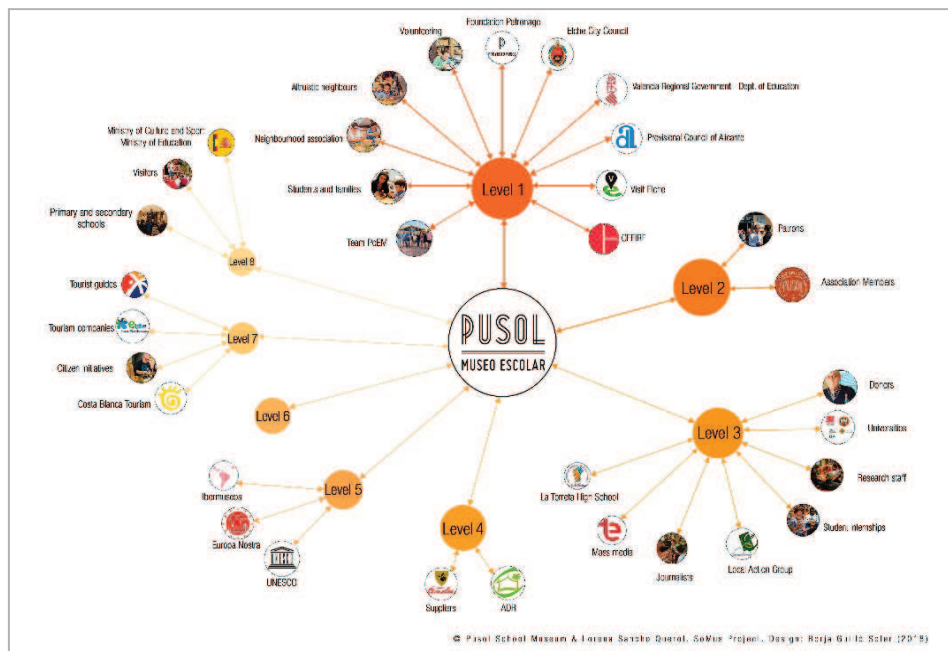 Foundation Pusol
Volunteering
Elche City Council
Altruistic neighbours
Valencia Regional Government Dept. of Education
Ministry of Culture and Sport
Ministry of Education
Neighbourhood association
Provisional Council of Alicante
Visitors
Students and families
Level 1
Visit Elche
Primary and secondary
schools
Team PoEM
CEFIRE
Patrons
Level 8
Tourist guides
Level 2
Association Members
PUSOL
MUSEO ESCOLAR
Tourism companies
Level 7
Citizen initiatives
Donors
Costa Blanca Tourism
Level 6
Level 3
Universities
Research staff
Level 5
La Torreta High School
Ibermuseos
Student internships
Level 4
Mass media
Europa Nostra
Journalists
Local Action Group
UNESCO
Suppliers
ADR
© Pusol School Museum & Lorena Sancho Querol. SoMus Project. Design: Borja Guilló Soler (2018)